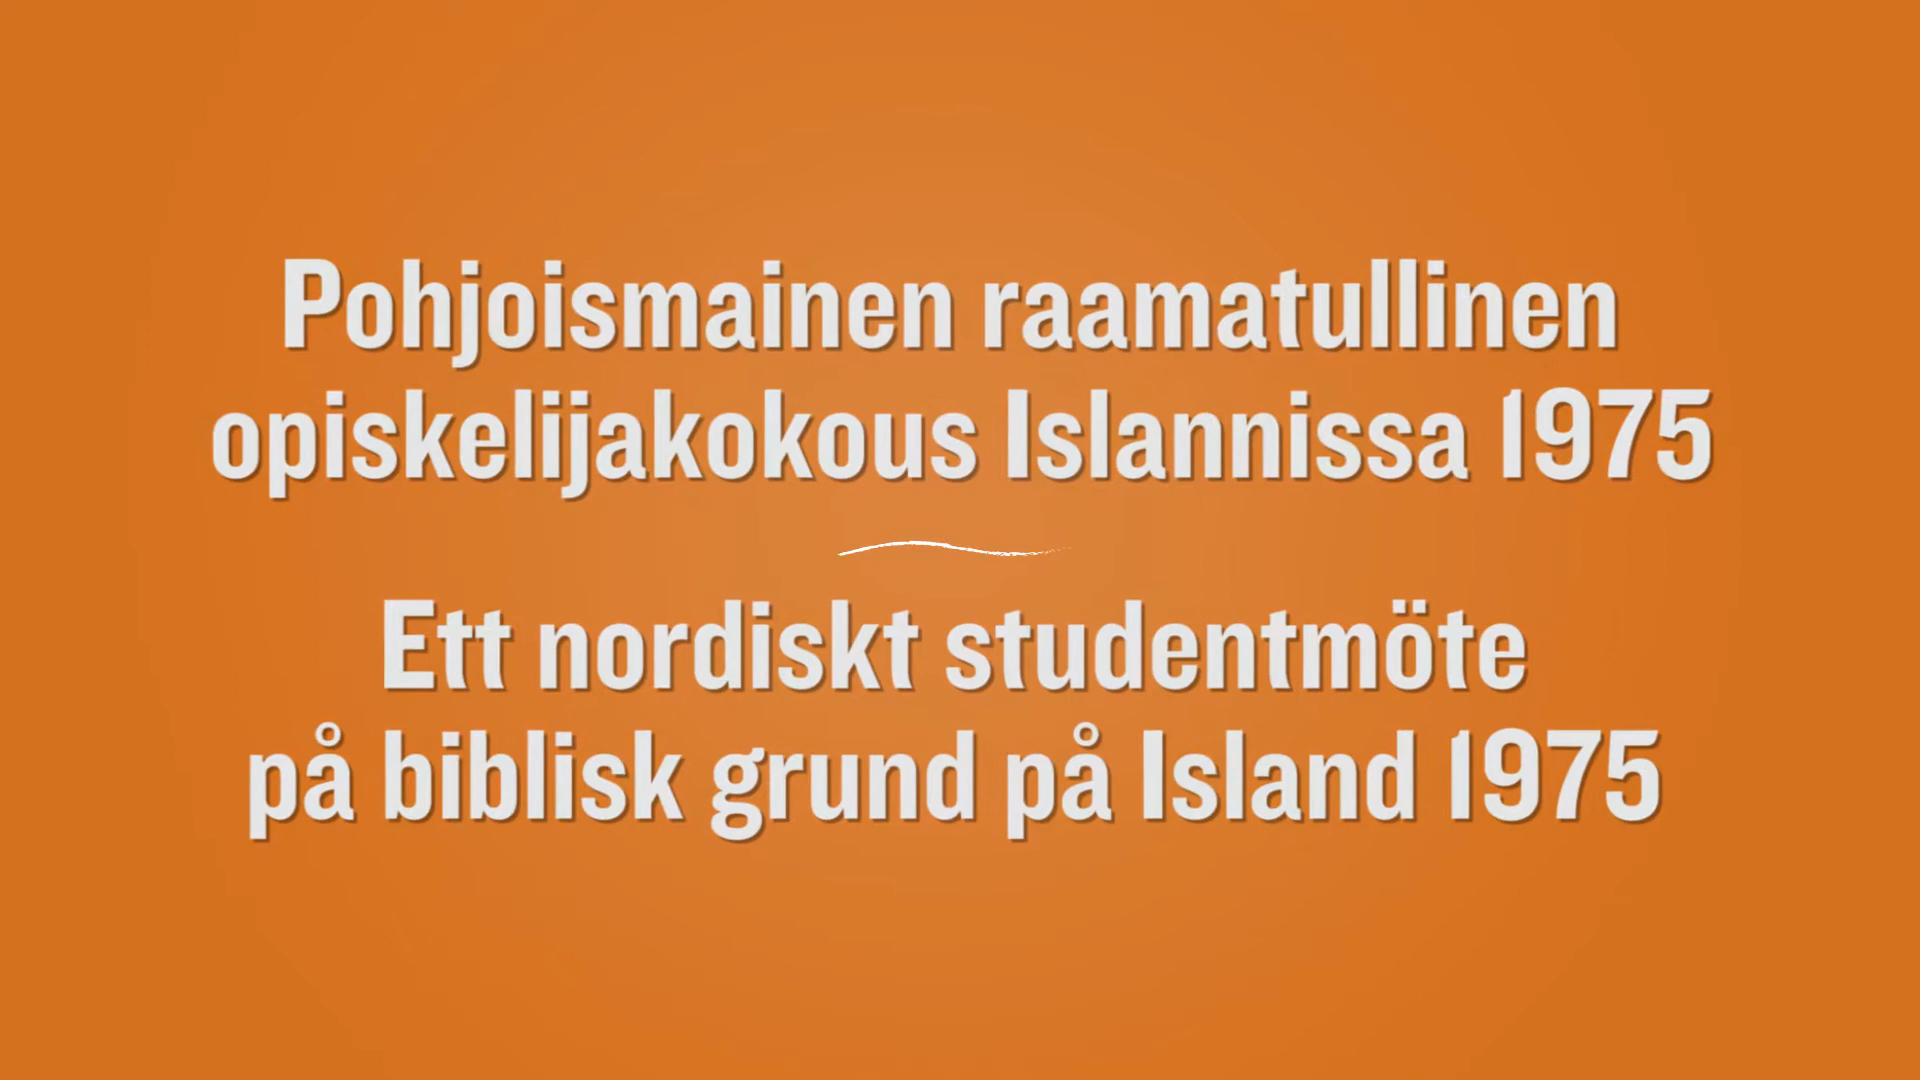 Pohjoismainen raamatullinen
opiskelijakokous Islannissa 1975
Ett nordiskt studentmöte
på biblisk grund på Island 1975